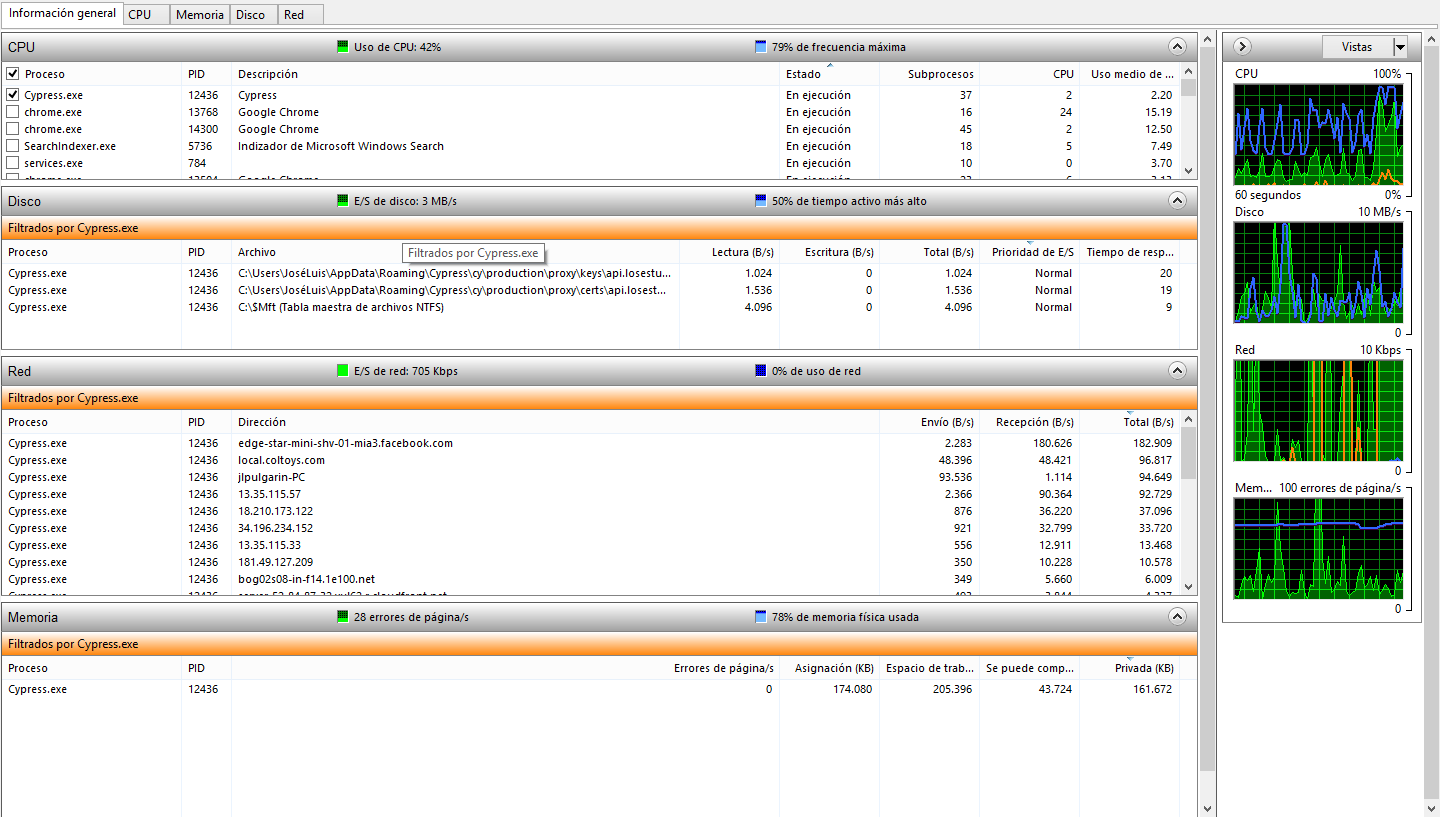 Información general CPU Memoria Disco Red
CPU Uso de CPU: 42% 79% de frecuencia máxima
Proceso PID Descripción Estado Subprocesos CPU Uso medio de ...
Cypress.exe 12436 Cypress En ejecución 37 2 2.20
chrome.exe 13768 Google Chrome En ejecución 16 24 15.19
chrome.exe 14300 Google Chrome En ejecución 45 2 12.50
SearchIndexer.exe 5736 Indizador de Microsoft Windows Search En ejecución 18 5 7.49
services.exe 784 En ejecución 10 0 3.70
Disco E/S de disco: 3 MB/s 50% de tiempo activo más alto
Filtrados por Cypress.exe
Proceso PID Archivo Lectura (B/s) Escritura (B/s) Total (B/s) Prioridad de E/S Tiempo de resp...
Filtrados por Cypress.exe
Cypress.exe 12436 C:\Users\JoséLuis\AppData\Roaming\Cypress\cy\production\proxy\keys\api.losestu... 1.024 0 1.024 Normal 20
Cypress.exe 12436 C:\Users\JoséLuis\AppData\Roaming\Cypress\cy\production\proxy\certs\api.losest... 1.536 0 1.536 Normal 19
Cypress.exe 12436 C:\$Mft (Tabla maestra de archivos NTFS) 4.096 0 4.096 Normal 9
Red E/S de red: 705 Kbps 0% de uso de red
Filtrados por Cypress.exe
Proceso PID Dirección Envío (B/s) Recepción (B/s) Total (B/s)
Cypress.exe 12436 edge-star-mini-shv-01-mia3.facebook.com 2.283 180.626 182.909
Cypress.exe 12436 local.coltoys.com 48.396 48.421 96.817
Cypress.exe 12436 jlpulgarin-PC 93.536 1.114 94.649
Cypress.exe 12436 13.35.115.57 2.366 90.364 92.729
Cypress.exe 12436 18.210.173.122 876 36.220 37.096
Cypress.exe 12436 34.196.234.152 921 32.799 33.720
Cypress.exe 12436 13.35.115.33 556 12.911 13.468
Cypress.exe 12436 181.49.127.209 350 10.228 10.578
Cypress.exe 12436 bog02s08-in-f14.1e100.net 349 5.660 6.009
Memoria 28 errores de página/s 78% de memoria física usada
Filtrados por Cypress.exe
Proceso PID Errores de página/s Asignación (KB) Espacio de trab... Se puede comp... Privada (KB)
Cypress.exe 12436 0 174.080 205.396 43.724 161.672
Vistas
CPU 100%
60 segundos 0%
Disco 10 MB/s
0
Red 10 Kbps
0
Mem... 100 errores de página/s
0